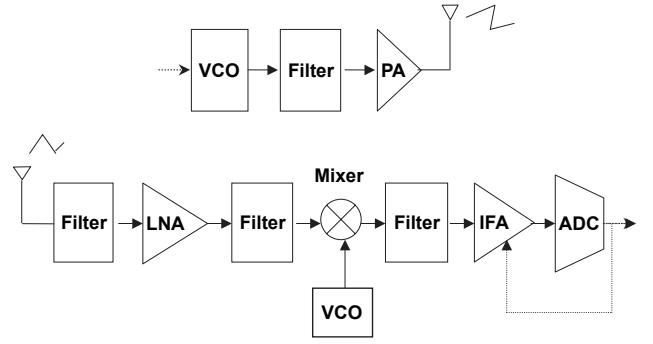 VCO Filter PA
Mixer
Filter LNA Filter Filter IFA ADC
VCO